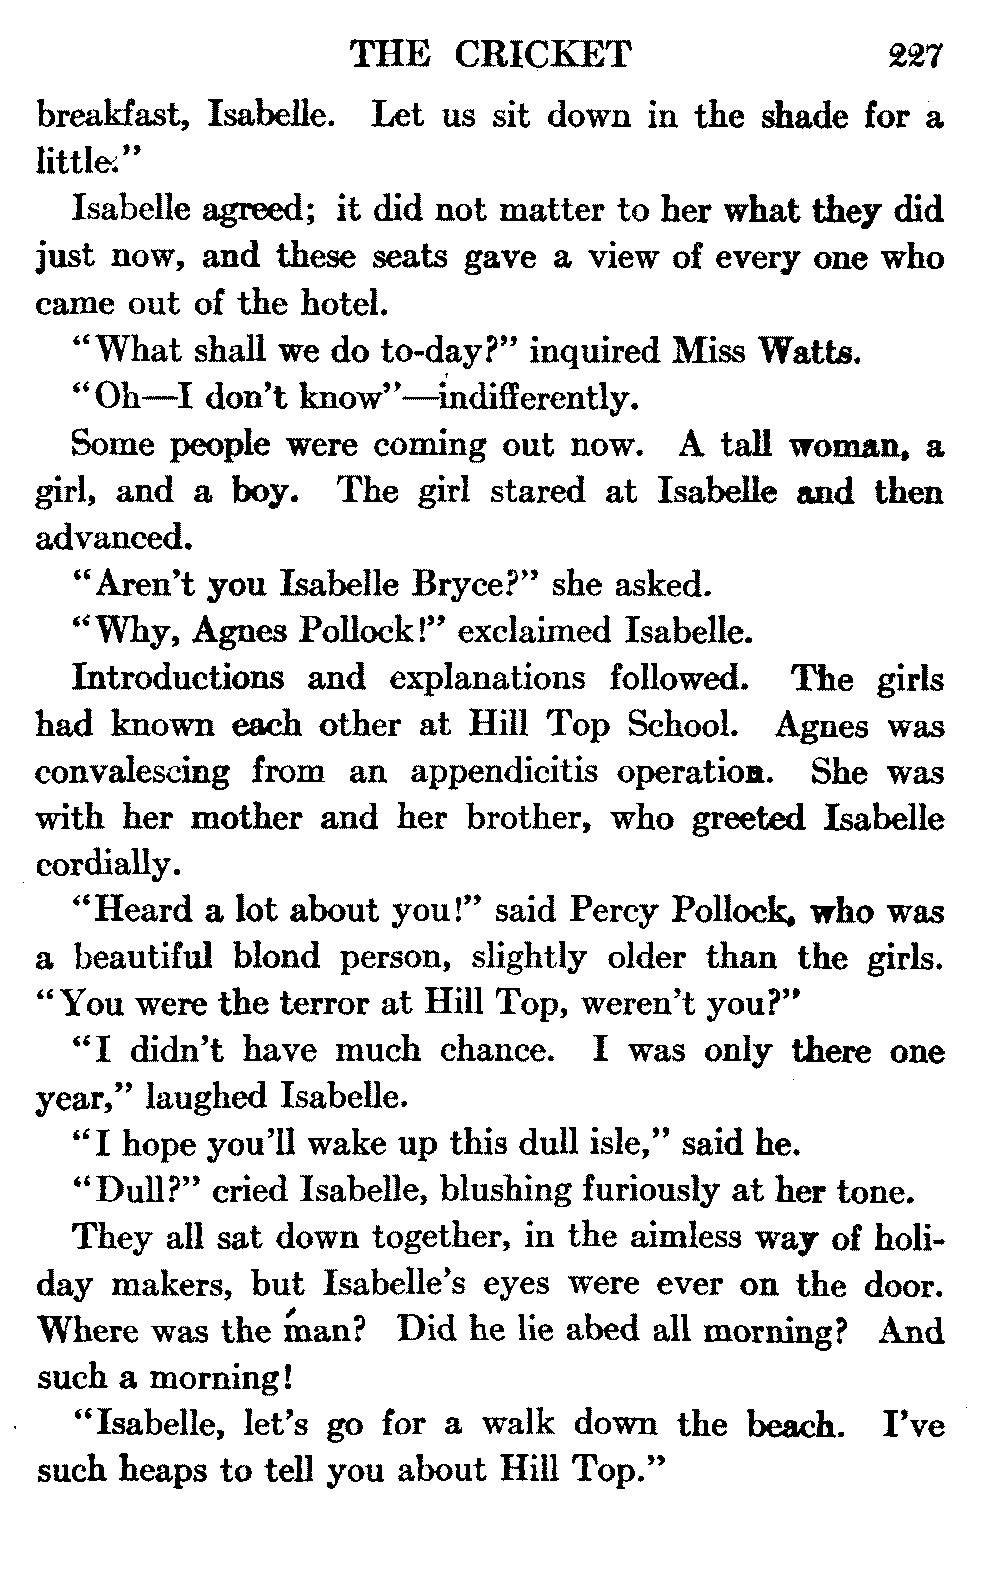 THE CRICKET 227
breakfast, Isabelle. Let us sit down in the shade for a
little."
Isabelle agreed; it did not matter to her what they did
just now, and these seats gave a view of every one who
came out of the hotel.
"What shall we do to-day?" inquired Miss Watts.
"Oh—I don't know"—indifferently.
Some people were coming out now. A tall woman, a
girl, and a boy. The girl stared at Isabelle and then
advanced.
"Aren't you Isabelle Bryce?" she asked.
"Why, Agnes Pollock!" exclaimed Isabelle.
Introductions and explanations followed. The girls
had known each other at Hill Top School. Agnes was
convalescing from an appendicitis operation. She was
with her mother and her brother, who greeted Isabelle
cordially.
"Heard a lot about you!" said Percy Pollock, who was
a beautiful blond person, slightly older than the girls.
"You were the terror at Hill Top, weren't you?"
"I didn't have much chance. I was only there one
year," laughed Isabelle.
"I hope you'll wake up this dull isle," said he.
"Dull?" cried Isabelle, blushing furiously at her tone.
They all sat down together, in the aimless way of holi-
day makers, but Isabelle's eyes were ever on the door.
Where was the man? Did he lie abed all morning? And
such a morning!
"Isabelle, let's go for a walk down the beach. I've
such heaps to tell you about Hill Top."